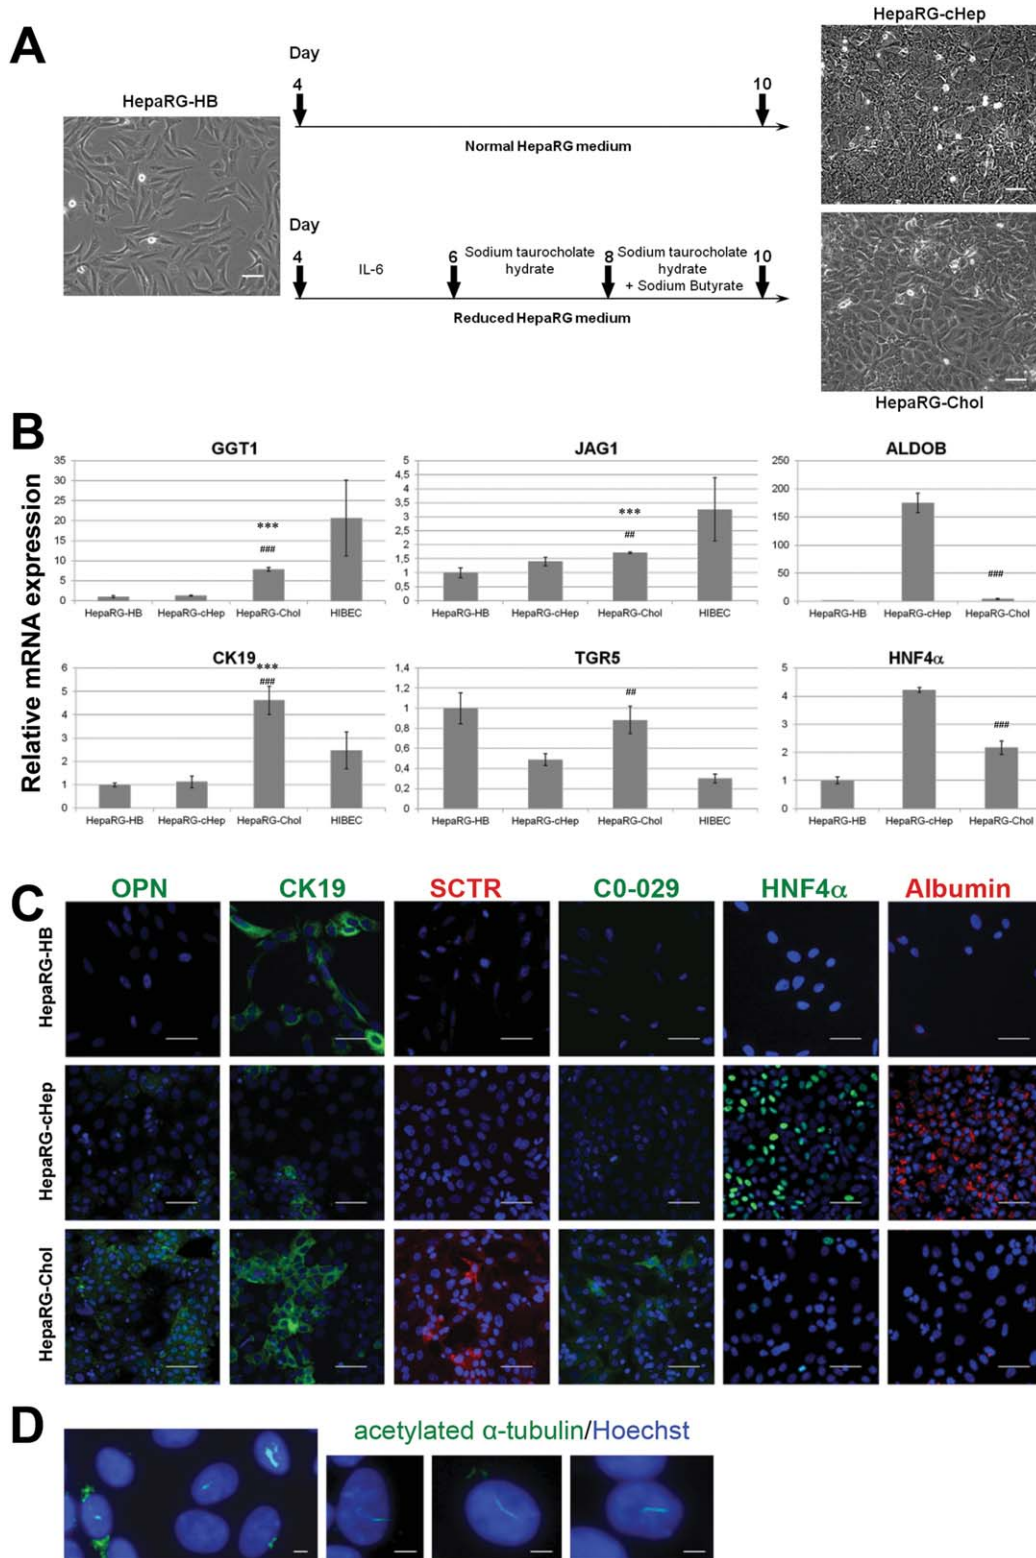 A
HepaRG-HB
Day
4
10
Normal HepaRG medium
Day
4
IL-6
6
Sodium taurocholate
hydrate
8
Sodium taurocholate
hydrate
+ Sodium Butyrate
10
Reduced HepaRG medium
HepaRG-cHep
HepaRG-Chol
B
Relative mRNA expression
GGT1
35
30
25
20
15
10
5
0
***
###
HepaRG-HB HepaRG-cHep HepaRG-Chol HIBEC
JAG1
5
4,5
4
3,5
3
2,5
2
1,5
1
0,5
0
***
##
HepaRG-HB HepaRG-cHep HepaRG-Chol HIBEC
ALDOB
250
200
150
100
50
0
###
HepaRG-HB HepaRG-cHep HepaRG-Chol
CK19
6
5
4
3
2
1
0
***
###
HepaRG-HB HepaRG-cHep HepaRG-Chol HIBEC
TGR5
1,4
1,2
1
0,8
0,6
0,4
0,2
0
##
HepaRG-HB HepaRG-cHep HepaRG-Chol HIBEC
HNF4α
5
4
3
2
1
0
###
HepaRG-HB HepaRG-cHep HepaRG-Chol
C
OPN CK19 SCTR C0-029 HNF4α Albumin
HepaRG-HB
HepaRG-cHep
HepaRG-Chol
D
acetylated α-tubulin/Hoechst